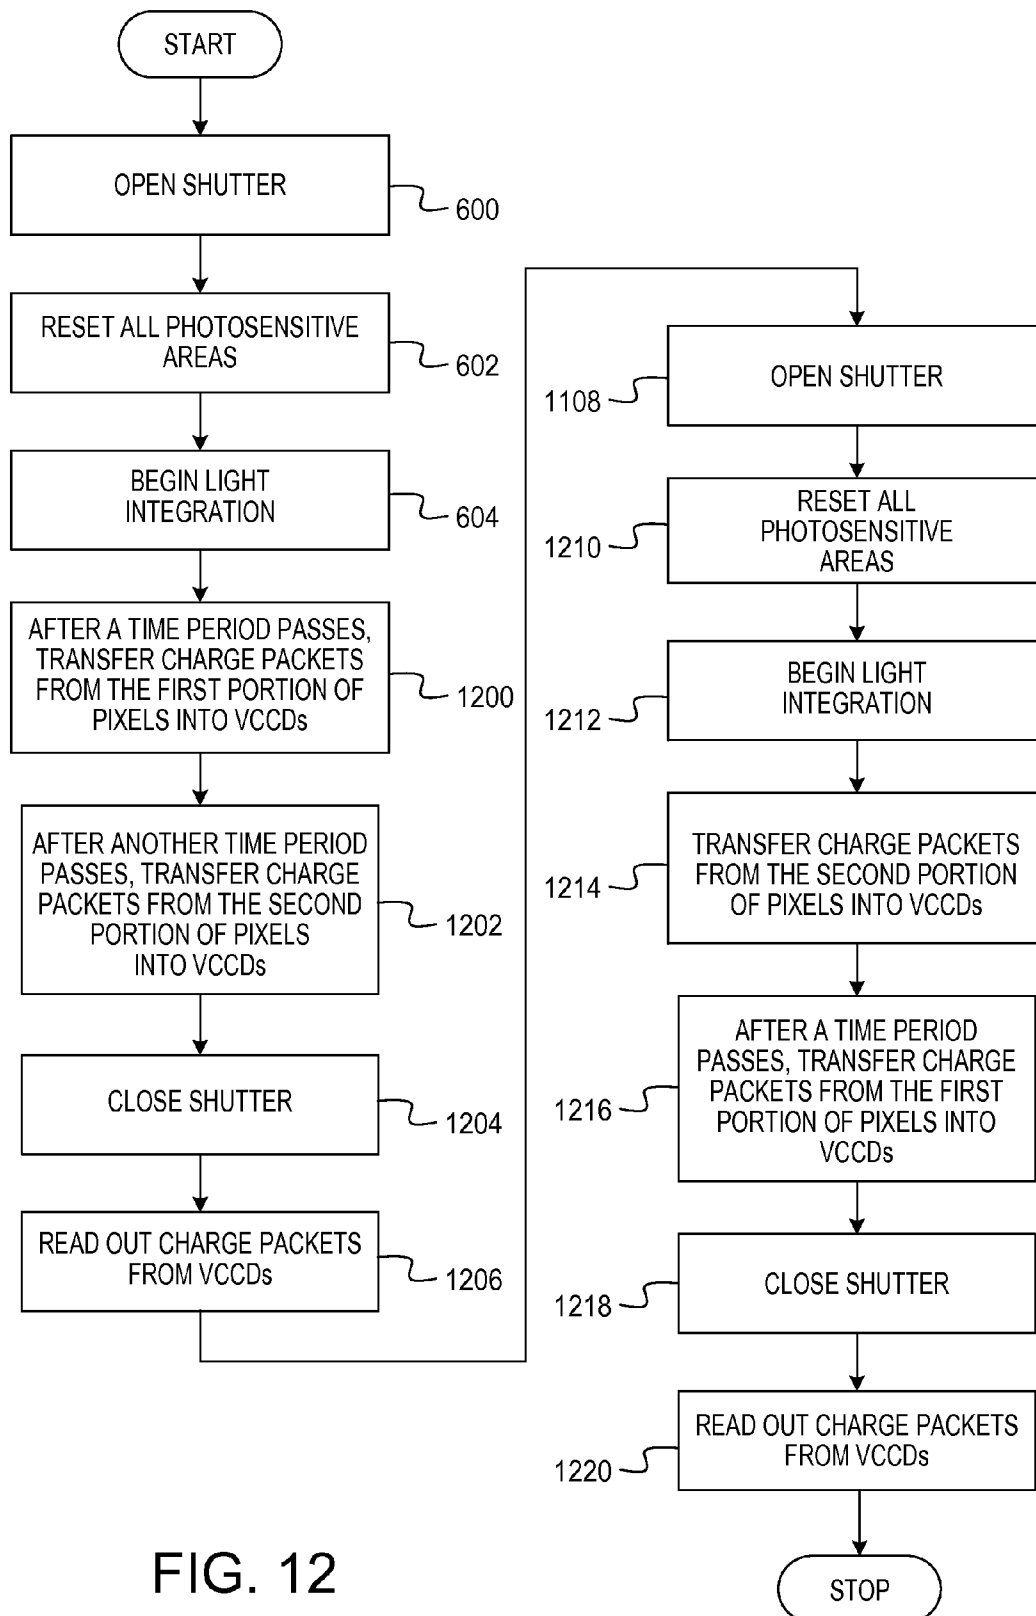 START
OPEN SHUTTER
600
RESET ALL PHOTOSENSITIVE
AREAS
602
BEGIN LIGHT
INTEGRATION
604
AFTER A TIME PERIOD PASSES,
TRANSFER CHARGE PACKETS
FROM THE FIRST PORTION OF
PIXELS INTO VCCDs
1200
AFTER ANOTHER TIME PERIOD
PASSES, TRANSFER CHARGE
PACKETS FROM THE SECOND
PORTION OF PIXELS
INTO VCCDs
1202
CLOSE SHUTTER
1204
READ OUT CHARGE PACKETS
FROM VCCDs
1206
OPEN SHUTTER
1108
RESET ALL
PHOTOSENSITIVE
AREAS
1210
BEGIN LIGHT
INTEGRATION
1212
TRANSFER CHARGE PACKETS
FROM THE SECOND PORTION
OF PIXELS INTO VCCDs
1214
AFTER A TIME PERIOD
PASSES, TRANSFER CHARGE
PACKETS FROM THE FIRST
PORTION OF PIXELS INTO
VCCDs
1216
CLOSE SHUTTER
1218
READ OUT CHARGE PACKETS
FROM VCCDs
1220
STOP
FIG. 12